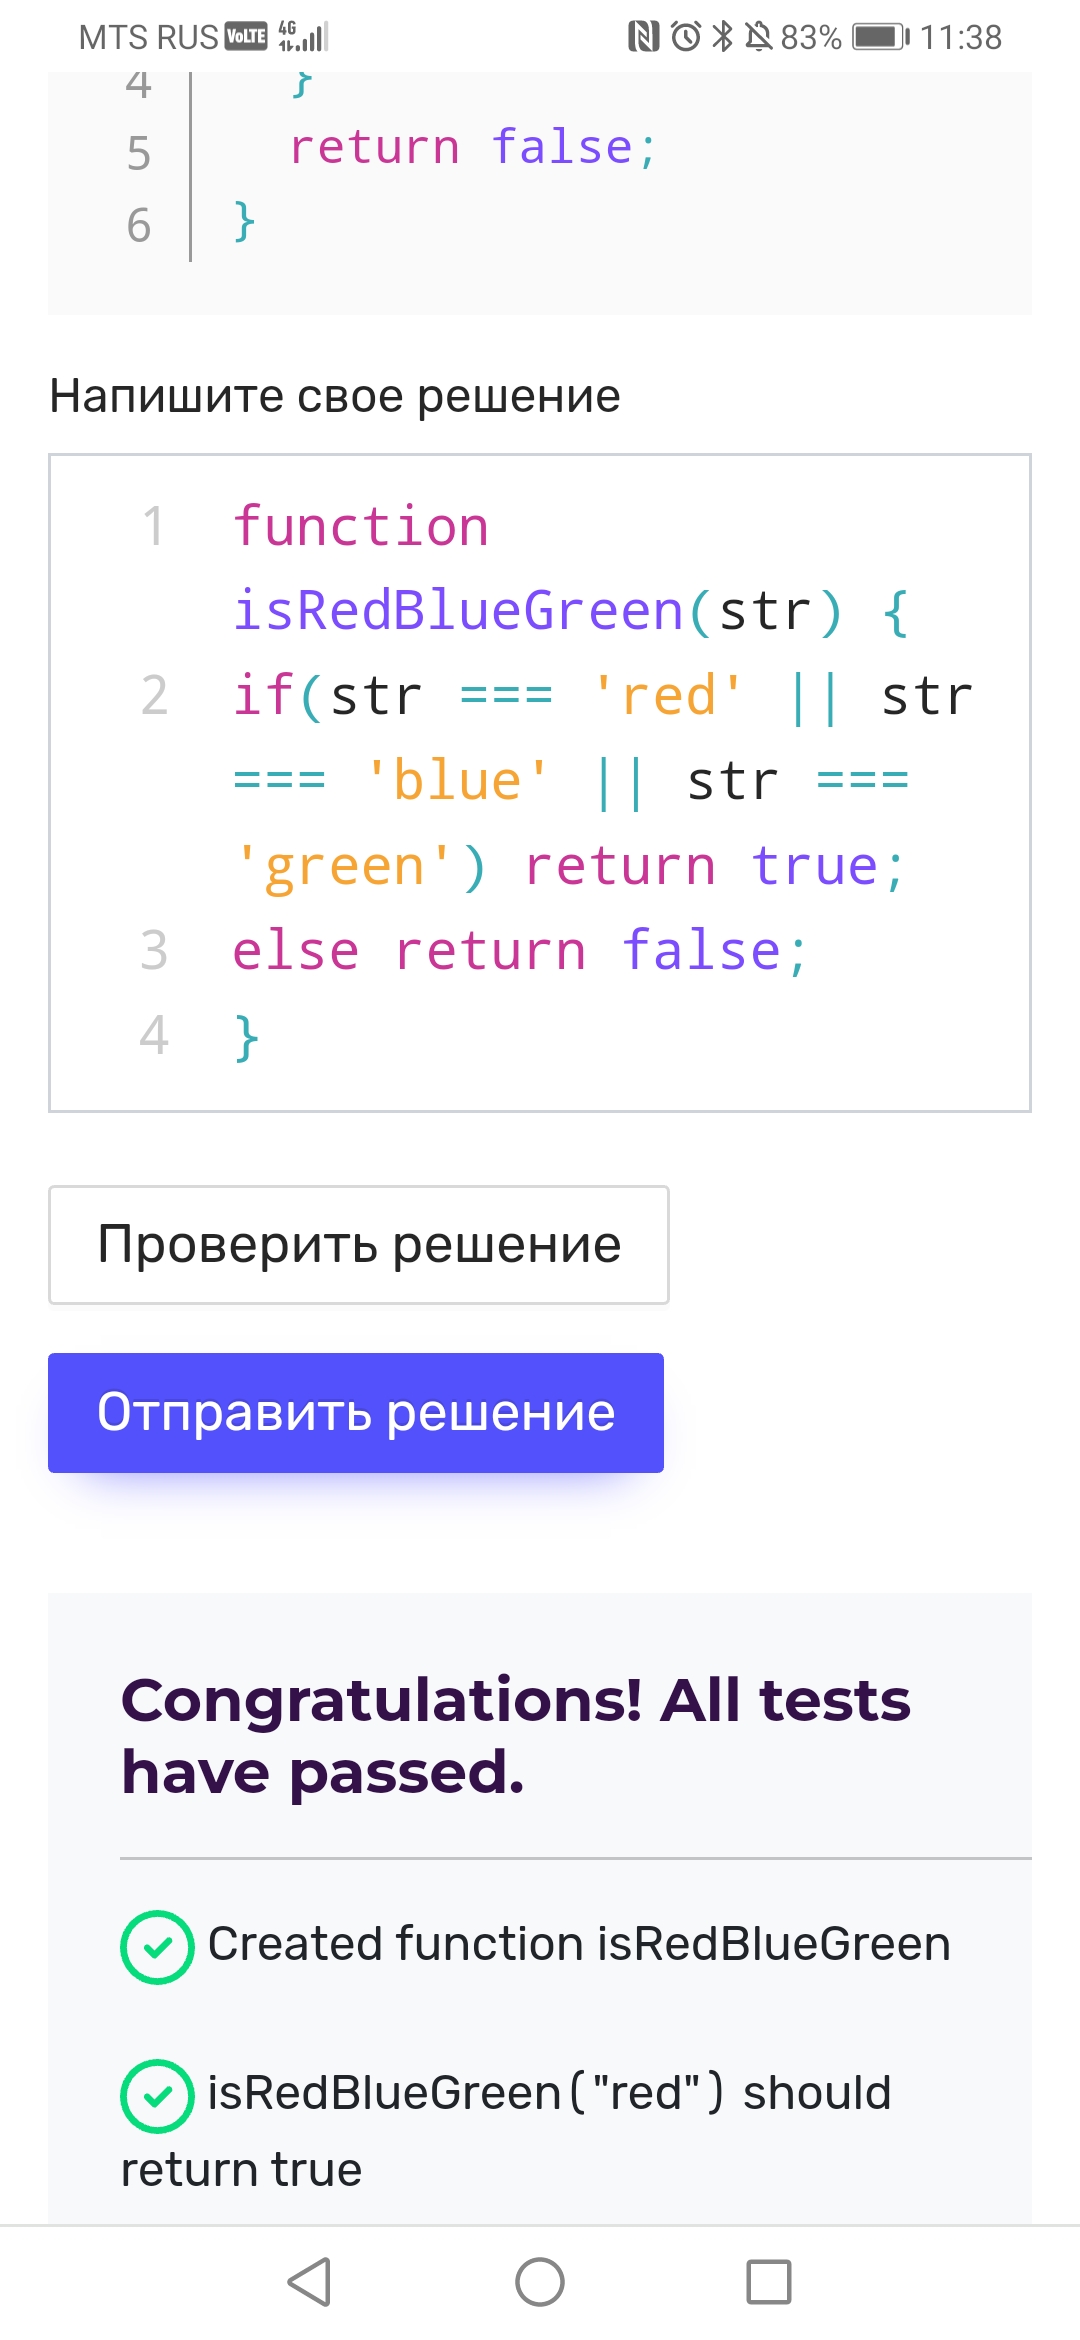 MTS RUS VoLTE 4G 83% 11:38
4 }
5 return false;
6 }
Напишите свое решение
1 function
isRedBlueGreen(str) {
2 if(str === 'red' || str
=== 'blue' || str ===
'green') return true;
3 else return false;
4 }
Проверить решение
Отправить решение
Congratulations! All tests
have passed.
Created function isRedBlueGreen
isRedBlueGreen("red") should
return true